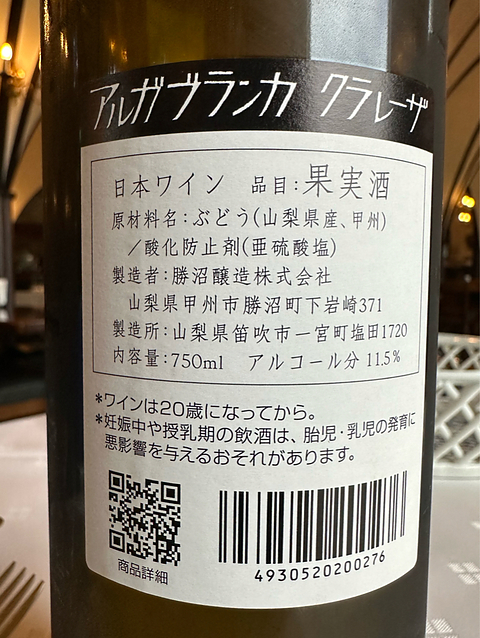 アルガブランカ クラレーザ
日本ワイン 品目:果実酒
原材料名:ぶどう(山梨県産、甲州)
/酸化防止剤(亜硫酸塩)
製造者:勝沼醸造株式会社
山梨県甲州市勝沼町下岩崎371
製造所:山梨県笛吹市一宮町塩田1720
内容量:750ml アルコール分 11.5%
*ワインは20歳になってから。
*妊娠中や授乳期の飲酒は、胎児・乳児の発育に
悪影響を与えるおそれがあります。
商品詳細
4930520200276